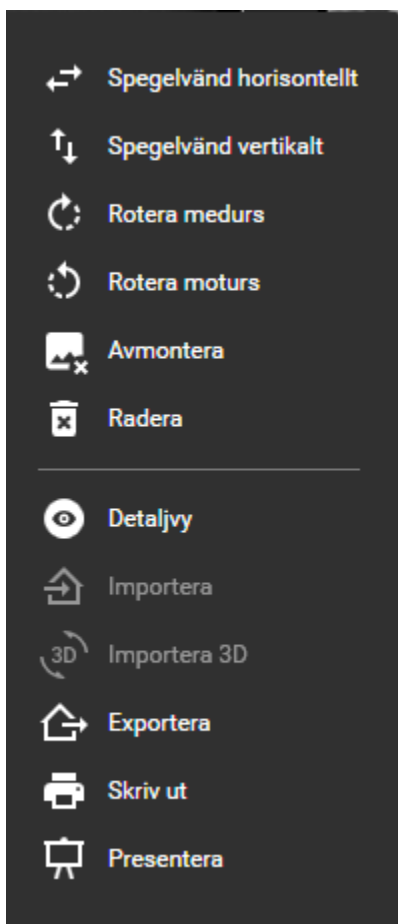 Spegelvänd horisontellt
Spegelvänd vertikalt
Rotera medurs
Rotera moturs
Avmontera
Radera
Detaljvy
Importera
3D Importera 3D
Exportera
Skriv ut
Presentera